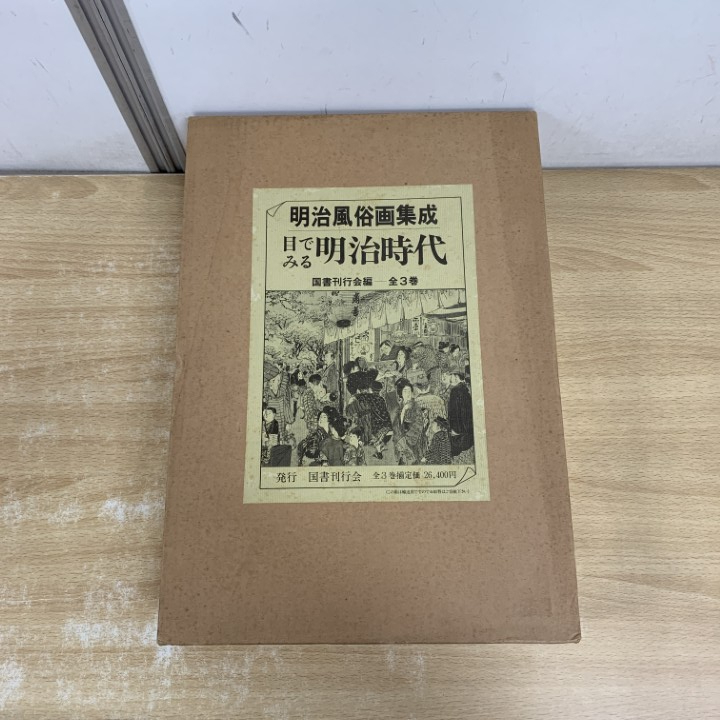 明治風俗画集成
目でみる明治時代
国書刊行会編 全3巻
発行 国書刊行会 全3巻揃定価 26,400円